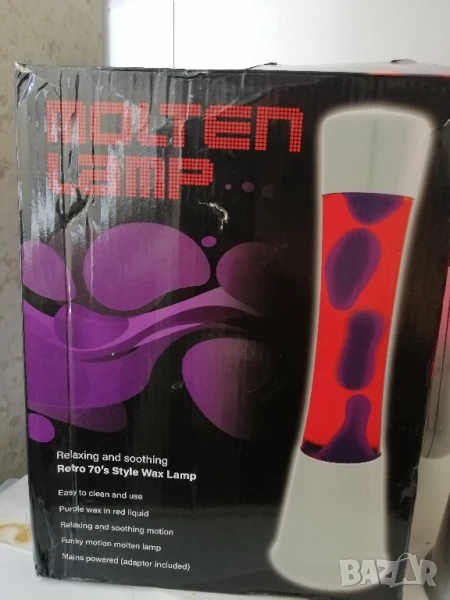 MOLTEN
LAMP...
Relaxing and soothing
Retro 70's Style Wax Lamp
Easy to clean and use
Purple wax in red liquid
Relaxing and soothing motion
Funky motion molten lamp
Mains powered (adaptor included)
BAZAR